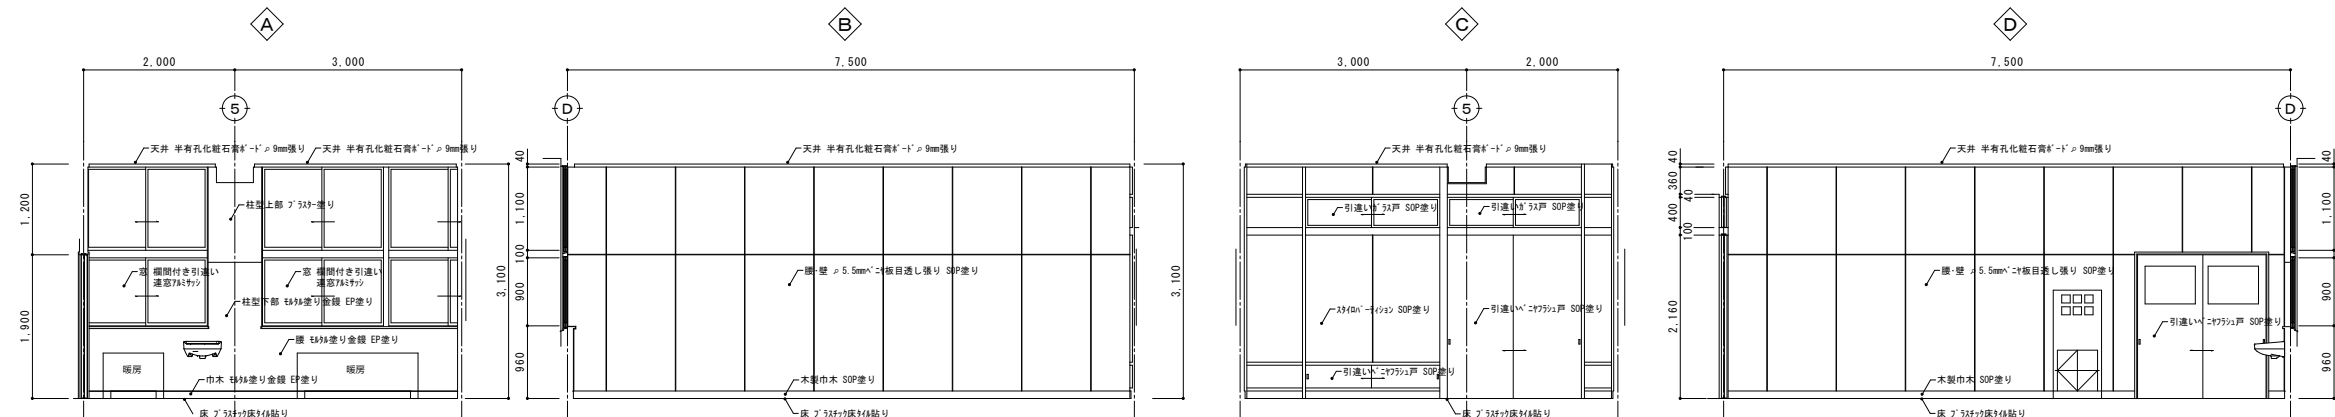 A
2,000
3,000
5
天井 半有孔化粧石膏ﾎﾞｰﾄﾞ ア 9mm張り
天井 半有孔化粧石膏ﾎﾞｰﾄﾞ ア 9mm張り
柱型上部 ﾌﾟﾗｽﾀｰ塗り
窓 欄間付き引違い
連窓ｱﾙﾐｻｯｼ
窓 欄間付き引違い
連窓ｱﾙﾐｻｯｼ
柱型下部 ﾓﾙﾀﾙ塗り金鏝 EP塗り
腰 ﾓﾙﾀﾙ塗り金鏝 EP塗り
暖房
暖房
巾木 ﾓﾙﾀﾙ塗り金鏝 EP塗り
床 ﾌﾟﾗｽﾁｯｸ床ﾀｲﾙ貼り
1,200
1,900
3,100
B
7,500
D
天井 半有孔化粧石膏ﾎﾞｰﾄﾞ ア 9mm張り
40
1,100
100
900
960
腰･壁 ア 5.5mmﾍﾞﾆﾔ板目透し張り SOP塗り
木製巾木 SOP塗り
床 ﾌﾟﾗｽﾁｯｸ床ﾀｲﾙ貼り
3,100
C
3,000
2,000
5
天井 半有孔化粧石膏ﾎﾞｰﾄﾞ ア 9mm張り
引違いｶﾞﾗｽ戸 SOP塗り
引違いｶﾞﾗｽ戸 SOP塗り
ｽﾀｲﾛﾊﾟｰﾃｨｼｮﾝ SOP塗り
引違いﾍﾞﾆﾔﾌﾗｼｭ戸 SOP塗り
引違いﾍﾞﾆﾔﾌﾗｼｭ戸 SOP塗り
床 ﾌﾟﾗｽﾁｯｸ床ﾀｲﾙ貼り
D
7,500
D
天井 半有孔化粧石膏ﾎﾞｰﾄﾞ ア 9mm張り
40
360
40
400
100
2,160
腰･壁 ア 5.5mmﾍﾞﾆﾔ板目透し張り SOP塗り
引違いﾍﾞﾆﾔﾌﾗｼｭ戸 SOP塗り
木製巾木 SOP塗り
床 ﾌﾟﾗｽﾁｯｸ床ﾀｲﾙ貼り
40
1,100
100
900
960
3,100